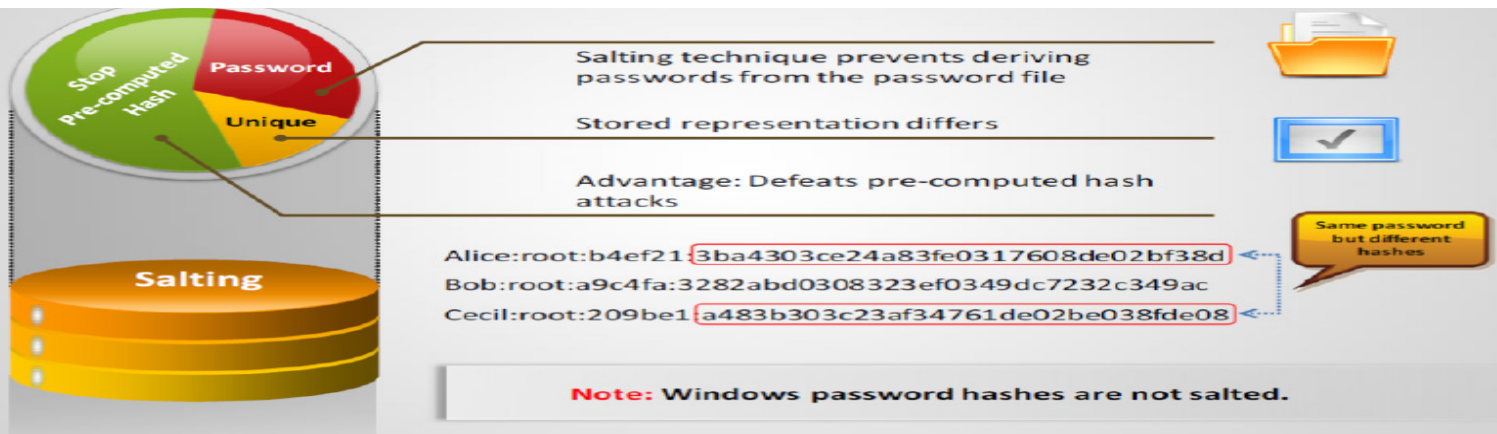 Stop
Pre-computed
Hash
Password
Unique
Salting technique prevents deriving
passwords from the password file
Stored representation differs
Advantage: Defeats pre-computed hash
attacks
Same password
but different
hashes
Salting
Alice:root:b4ef21:3ba4303ce24a83fe0317608de02bf38d
Bob:root:a9c4fa:3282abd0308323ef0349dc7232c349ac
Cecil:root:209be1:a483b303c23af34761de02be038fde08
Note: Windows password hashes are not salted.